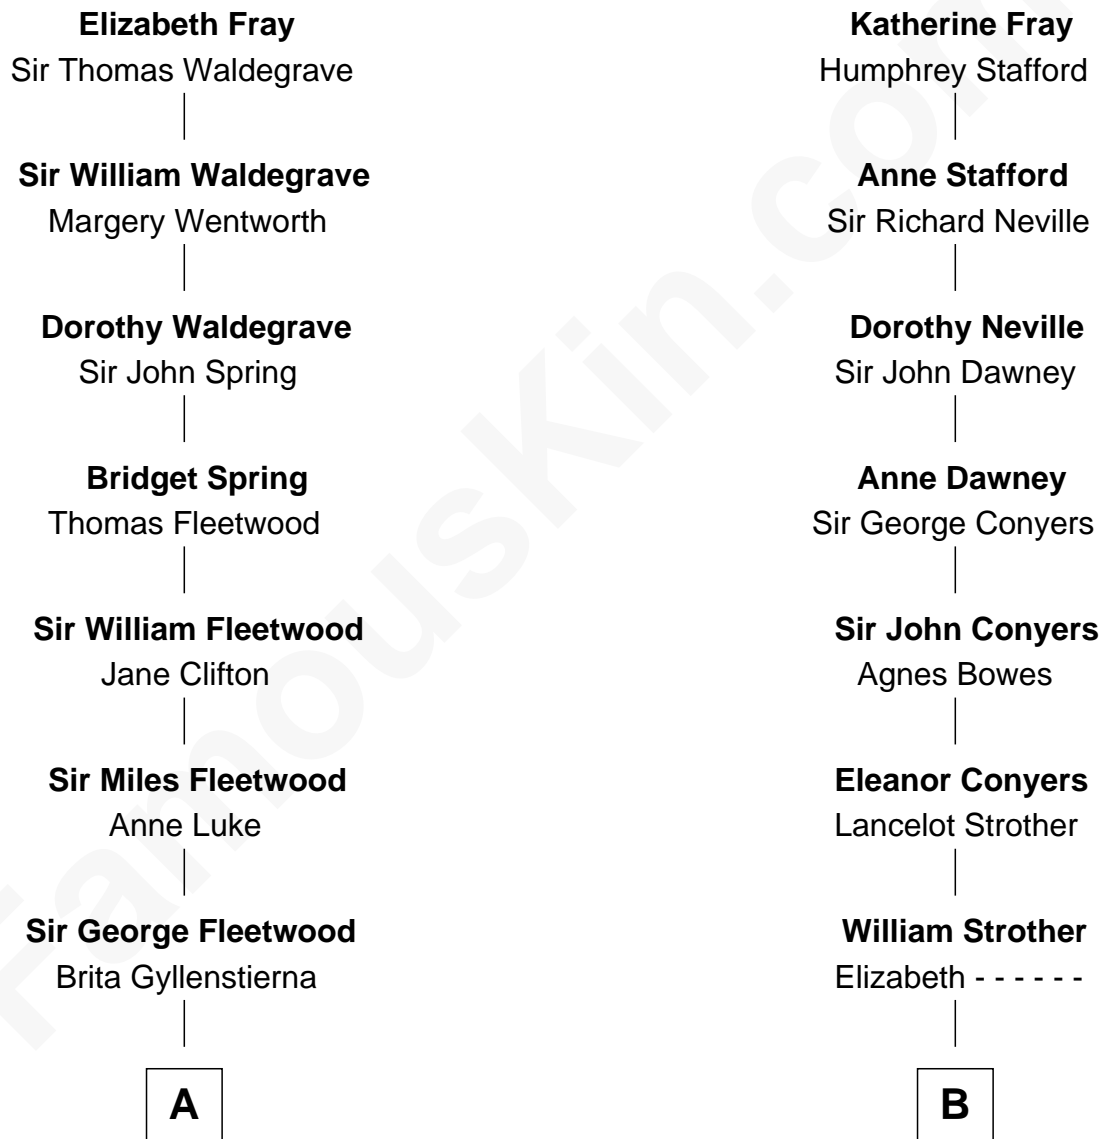 Elizabeth Fray
Sir Thomas Waldegrave
Sir William Waldegrave
Margery Wentworth
Dorothy Waldegrave
Sir John Spring
Bridget Spring
Thomas Fleetwood
Sir William Fleetwood
Jane Clifton
Sir Miles Fleetwood
Anne Luke
Sir George Fleetwood
Brita Gyllenstierna
A
Katherine Fray
Humphrey Stafford
Anne Stafford
Sir Richard Neville
Dorothy Neville
Sir John Dawney
Anne Dawney
Sir George Conyers
Sir John Conyers
Agnes Bowes
Eleanor Conyers
Lancelot Strother
William Strother
Elizabeth - - - - - -
B
FamousKin.com